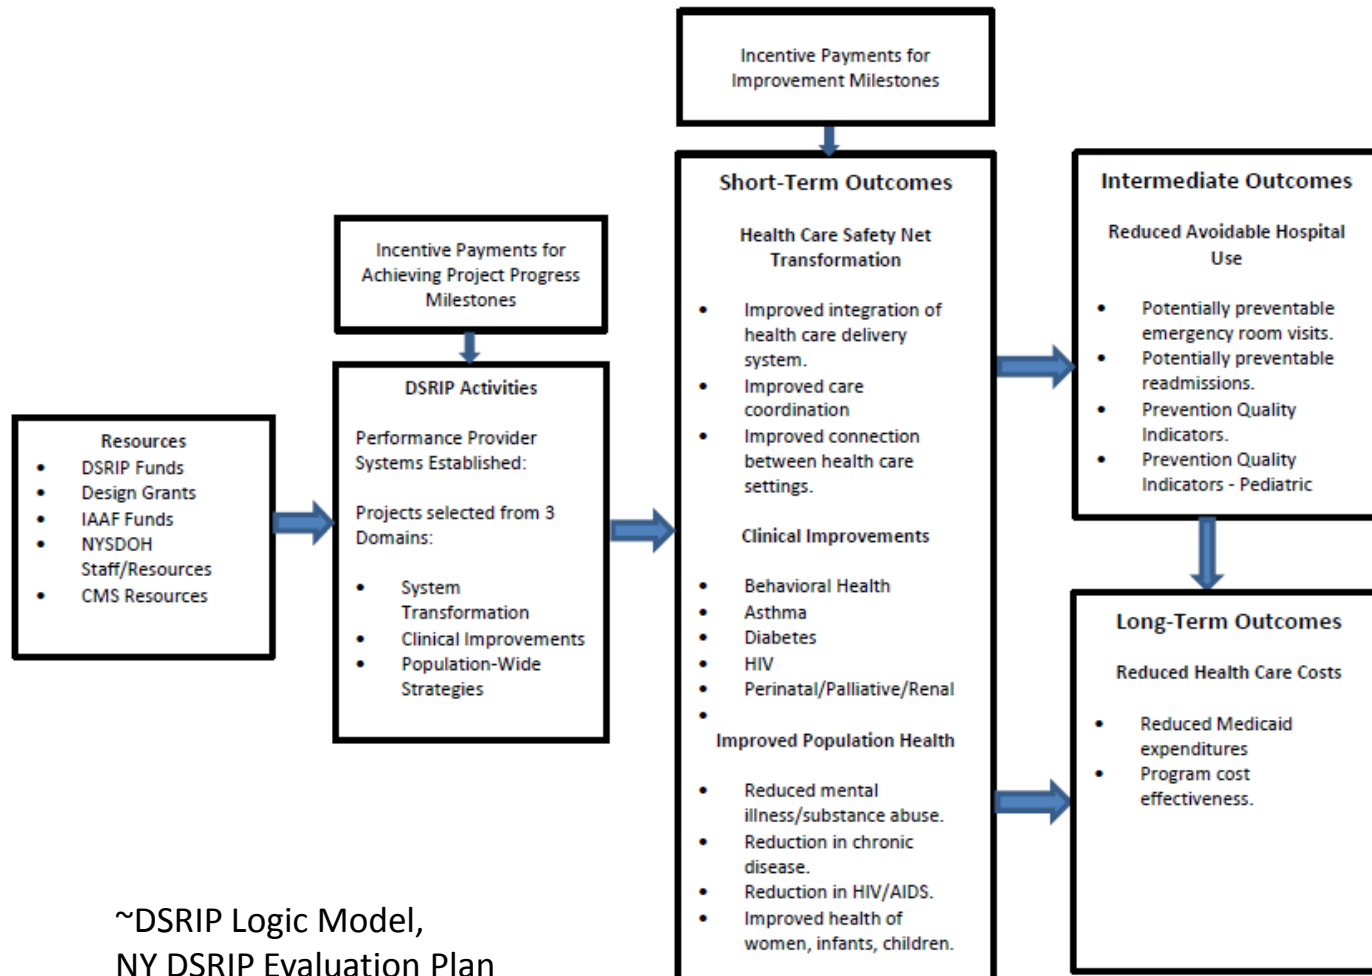 Incentive Payments for
Improvement Milestones
Incentive Payments for
Achieving Project Progress
Milestones
Resources
• DSRIP Funds
• Design Grants
• IAAF Funds
• NYSDOH
Staff/Resources
• CMS Resources
DSRIP Activities
Performance Provider
Systems Established:
Projects selected from 3
Domains:
• System
Transformation
• Clinical Improvements
• Population-Wide
Strategies
Short-Term Outcomes
Health Care Safety Net
Transformation
• Improved integration of
health care delivery
system.
• Improved care
coordination
• Improved connection
between health care
settings.
Clinical Improvements
• Behavioral Health
• Asthma
• Diabetes
• HIV
• Perinatal/Palliative/Renal
•
Improved Population Health
• Reduced mental
illness/substance abuse.
• Reduction in chronic
disease.
• Reduction in HIV/AIDS.
• Improved health of
women, infants, children.
Intermediate Outcomes
Reduced Avoidable Hospital
Use
• Potentially preventable
emergency room visits.
• Potentially preventable
readmissions.
• Prevention Quality
Indicators.
• Prevention Quality
Indicators - Pediatric
Long-Term Outcomes
Reduced Health Care Costs
• Reduced Medicaid
expenditures
• Program cost
effectiveness.
~DSRIP Logic Model,
NY DSRIP Evaluation Plan